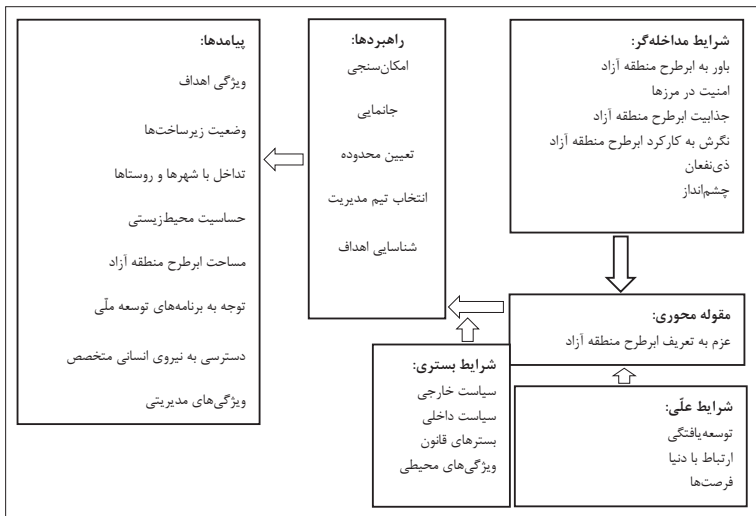 شرایط مداخله‌گر:
باور به ابرطرح منطقه آزاد
امنیت در مرزها
جذابیت ابرطرح منطقه آزاد
نگرش به کارکرد ابرطرح منطقه آزاد
ذی‌نفعان
چشم‌انداز
مقوله محوری:
عزم به تعریف ابرطرح منطقه آزاد
شرایط علّی:
توسعه‌یافتگی
ارتباط با دنیا
فرصت‌ها
شرایط بستری:
سیاست خارجی
سیاست داخلی
بسترهای قانون
ویژگی‌های محیطی
راهبردها:
امکان‌سنجی
جانمایی
تعیین محدوده
انتخاب تیم مدیریت
شناسایی اهداف
پیامدها:
ویژگی اهداف
وضعیت زیرساخت‌ها
تداخل با شهرها و روستاها
حساسیت محیط‌زیستی
مساحت ابرطرح منطقه آزاد
توجه به برنامه‌های توسعه ملّی
دسترسی به نیروی انسانی متخصص
ویژگی‌های مدیریتی